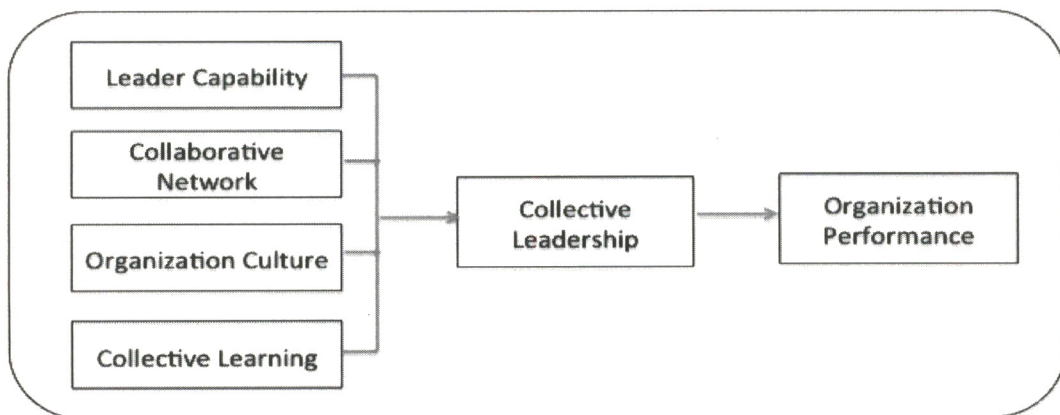 Leader Capability
Collaborative
Network
Organization Culture
Collective Learning
Collective
Leadership
Organization
Performance